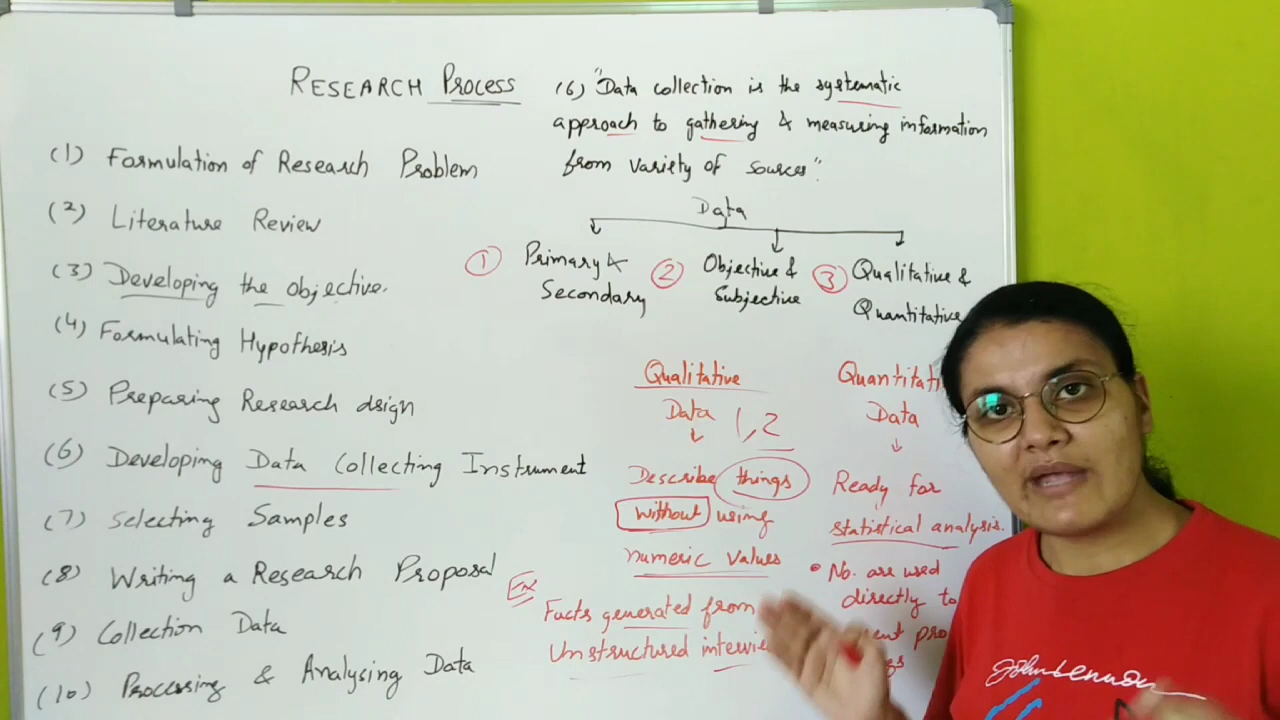 RESEARCH PROCESS
(1) Formulation of Research Problem
(2) Literature Review
(3) Developing the objective.
(4) Formulating Hypothesis
(5) Preparing Research dsign
(6) Developing Data Collecting Instrument
(7) Selecting Samples
(8) Writing a Research Proposal
(9) Collection Data
(10) Processing & Analysing Data
(6) "Data collection is the systematic
approach to gathering & measuring information
from variety of sources".
Data
① Primary &
Secondary
② Objective &
Subjective
③ Qualitative &
Quantitative
Qualitative
Data 1,2
Describe things
without using
numeric values
Ex
Facts generated from
Unstructured
Data
Ready for
statistical analysis.
• No. are used
directly to
John Lennon